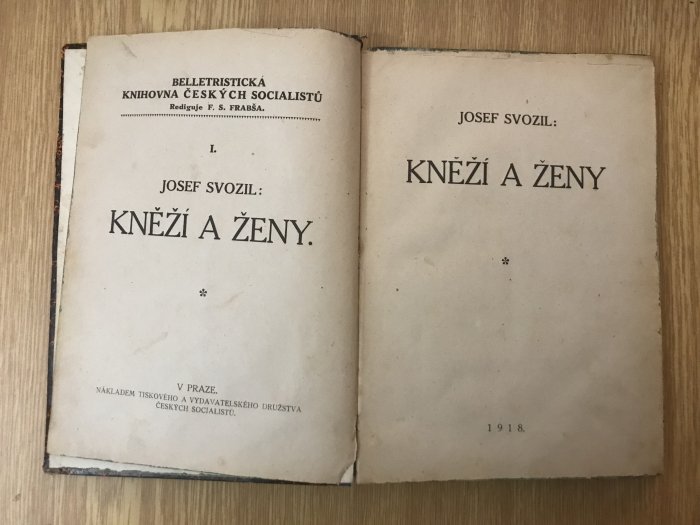 BELLETRISTICKÁ
KNIHOVNA ČESKÝCH SOCIALISTŮ
Rediguje F. S. FRABŠA.
I.
JOSEF SVOZIL:
KNĚŽÍ A ŽENY.
*
V PRAZE.
NÁKLADEM TISKOVÉHO A VYDAVATELSKÉHO DRUŽSTVA
ČESKÝCH SOCIALISTŮ.
JOSEF SVOZIL:
KNĚŽÍ A ŽENY
*
1918.